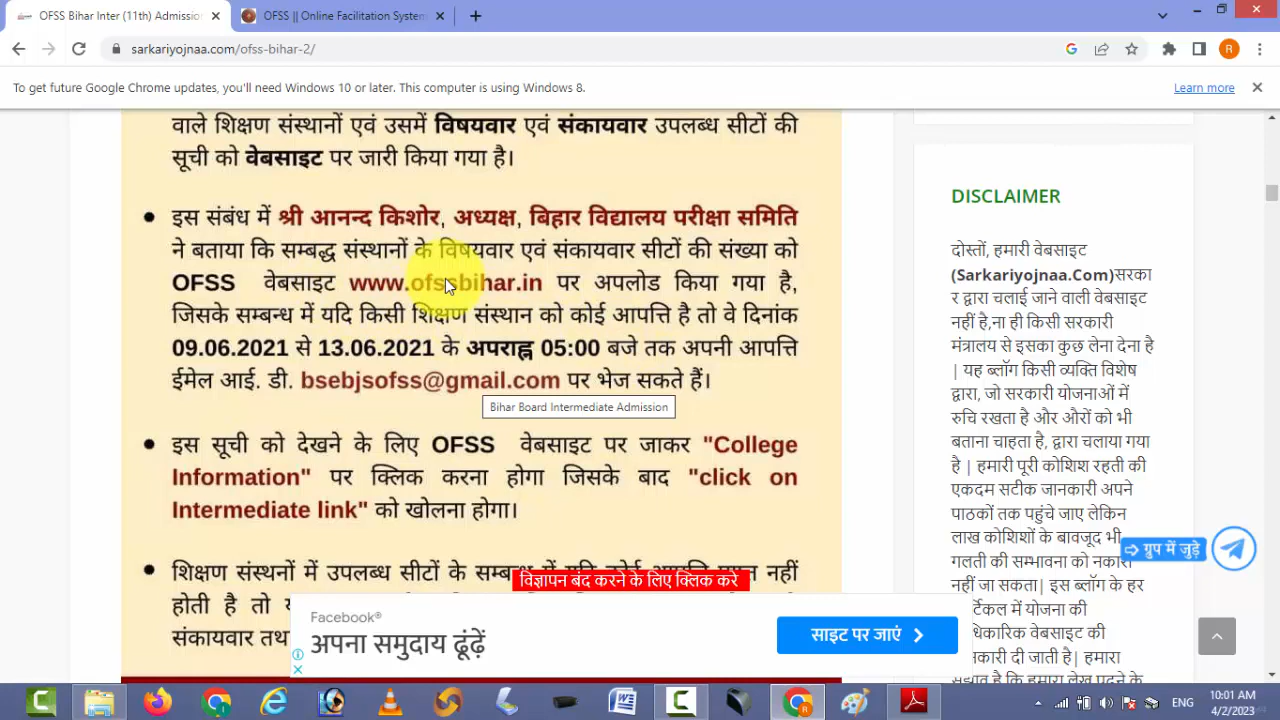 OFSS Bihar Inter (11th) Admissio
OFSS || Online Facilitation System
sarkariyojnaa.com/ofss-bihar-2/
R
To get future Google Chrome updates, you'll need Windows 10 or later. This computer is using Windows 8.
Learn more
वाले शिक्षण संस्थानों एवं उसमें विषयवार एवं संकायवार उपलब्ध सीटों की
सूची को वेबसाइट पर जारी किया गया है।
इस संबंध में श्री आनन्द किशोर, अध्यक्ष, बिहार विद्यालय परीक्षा समिति
ने बताया कि सम्बद्ध संस्थानों के विषयवार एवं संकायवार सीटों की संख्या को
OFSS वेबसाइट www.ofssbihar.in पर अपलोड किया गया है,
जिसके सम्बन्ध में यदि किसी शिक्षण संस्थान को कोई आपत्ति है तो वे दिनांक
09.06.2021 से 13.06.2021 के अपराह्न 05:00 बजे तक अपनी आपत्ति
ईमेल आई. डी. bsebjsofss@gmail.com पर भेज सकते हैं।
Bihar Board Intermediate Admission
इस सूची को देखने के लिए OFSS वेबसाइट पर जाकर "College
Information" पर क्लिक करना होगा जिसके बाद "click on
Intermediate link" को खोलना होगा।
शिक्षण संस्थनों में उपलब्ध सीटों के सम्बन्ध में यदि कोई आपत्ति प्राप्त नहीं
विज्ञापन बंद करने के लिए क्लिक करे
होती है तो
संकायवार तथा
Facebook®
अपना समुदाय ढूंढ़ें
साइट पर जाएं
DISCLAIMER
दोस्तों, हमारी वेबसाइट
(Sarkariyojnaa.Com)सरका
र द्वारा चलाई जाने वाली वेबसाइट
नहीं है,ना ही किसी सरकारी
मंत्रालय से इसका कुछ लेना देना है
| यह ब्लॉग किसी व्यक्ति विशेष
द्वारा, जो सरकारी योजनाओं में
रुचि रखता है और औरों को भी
बताना चाहता है, द्वारा चलाया गया
है | हमारी पूरी कोशिश रहती की
एकदम सटीक जानकारी अपने
पाठकों तक पहुंचे जाए लेकिन
लाख कोशिशों के बावजूद भी
ग्रुप में जुड़े
गलती की सम्भावना को नकारा
नहीं जा सकता| इस ब्लॉग के हर
र्टिकल में योजना की
धिकारिक वेबसाइट की
नकारी दी जाती है| हमारा
सुझाव है कि हमारा लेख पढ़ने के
ENG
10:01 AM
4/2/2023